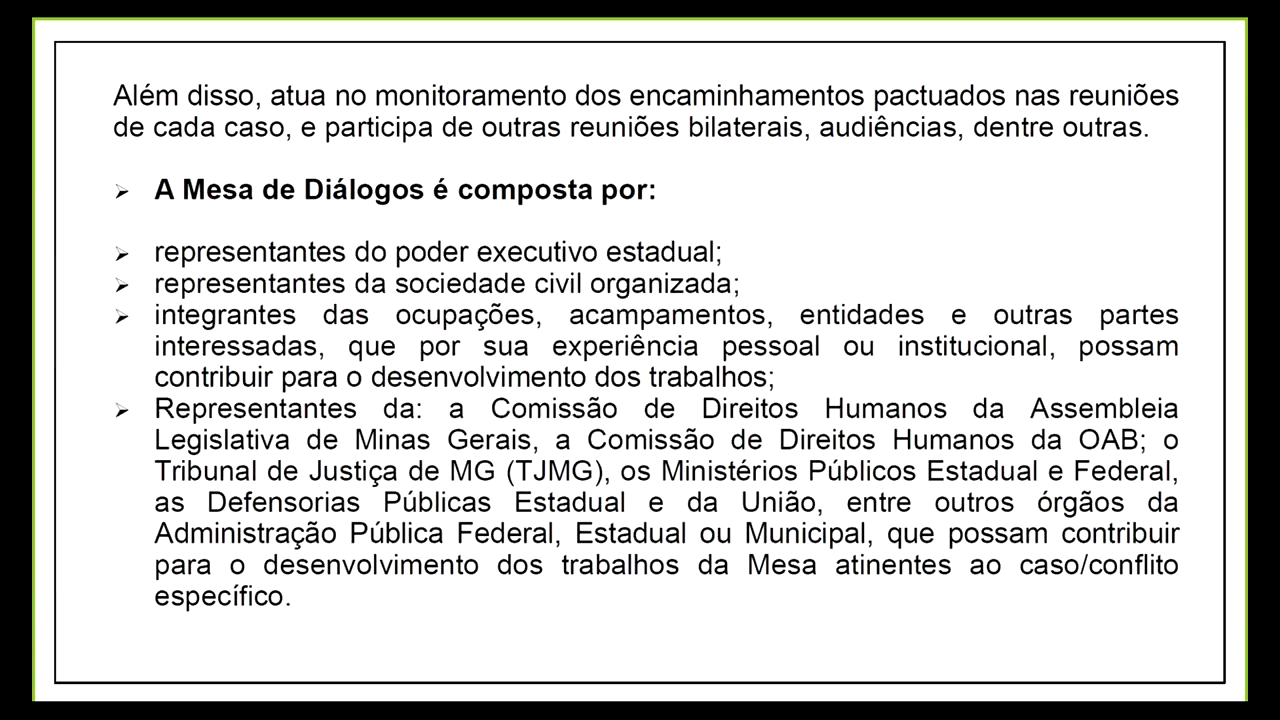 Além disso, atua no monitoramento dos encaminhamentos pactuados nas reuniões
de cada caso, e participa de outras reuniões bilaterais, audiências, dentre outras.
➢ A Mesa de Diálogos é composta por:
➢ representantes do poder executivo estadual;
➢ representantes da sociedade civil organizada;
➢ integrantes das ocupações, acampamentos, entidades e outras partes
interessadas, que por sua experiência pessoal ou institucional, possam
contribuir para o desenvolvimento dos trabalhos;
➢ Representantes da: a Comissão de Direitos Humanos da Assembleia
Legislativa de Minas Gerais, a Comissão de Direitos Humanos da OAB; o
Tribunal de Justiça de MG (TJMG), os Ministérios Públicos Estadual e Federal,
as Defensorias Públicas Estadual e da União, entre outros órgãos da
Administração Pública Federal, Estadual ou Municipal, que possam contribuir
para o desenvolvimento dos trabalhos da Mesa atinentes ao caso/conflito
específico.